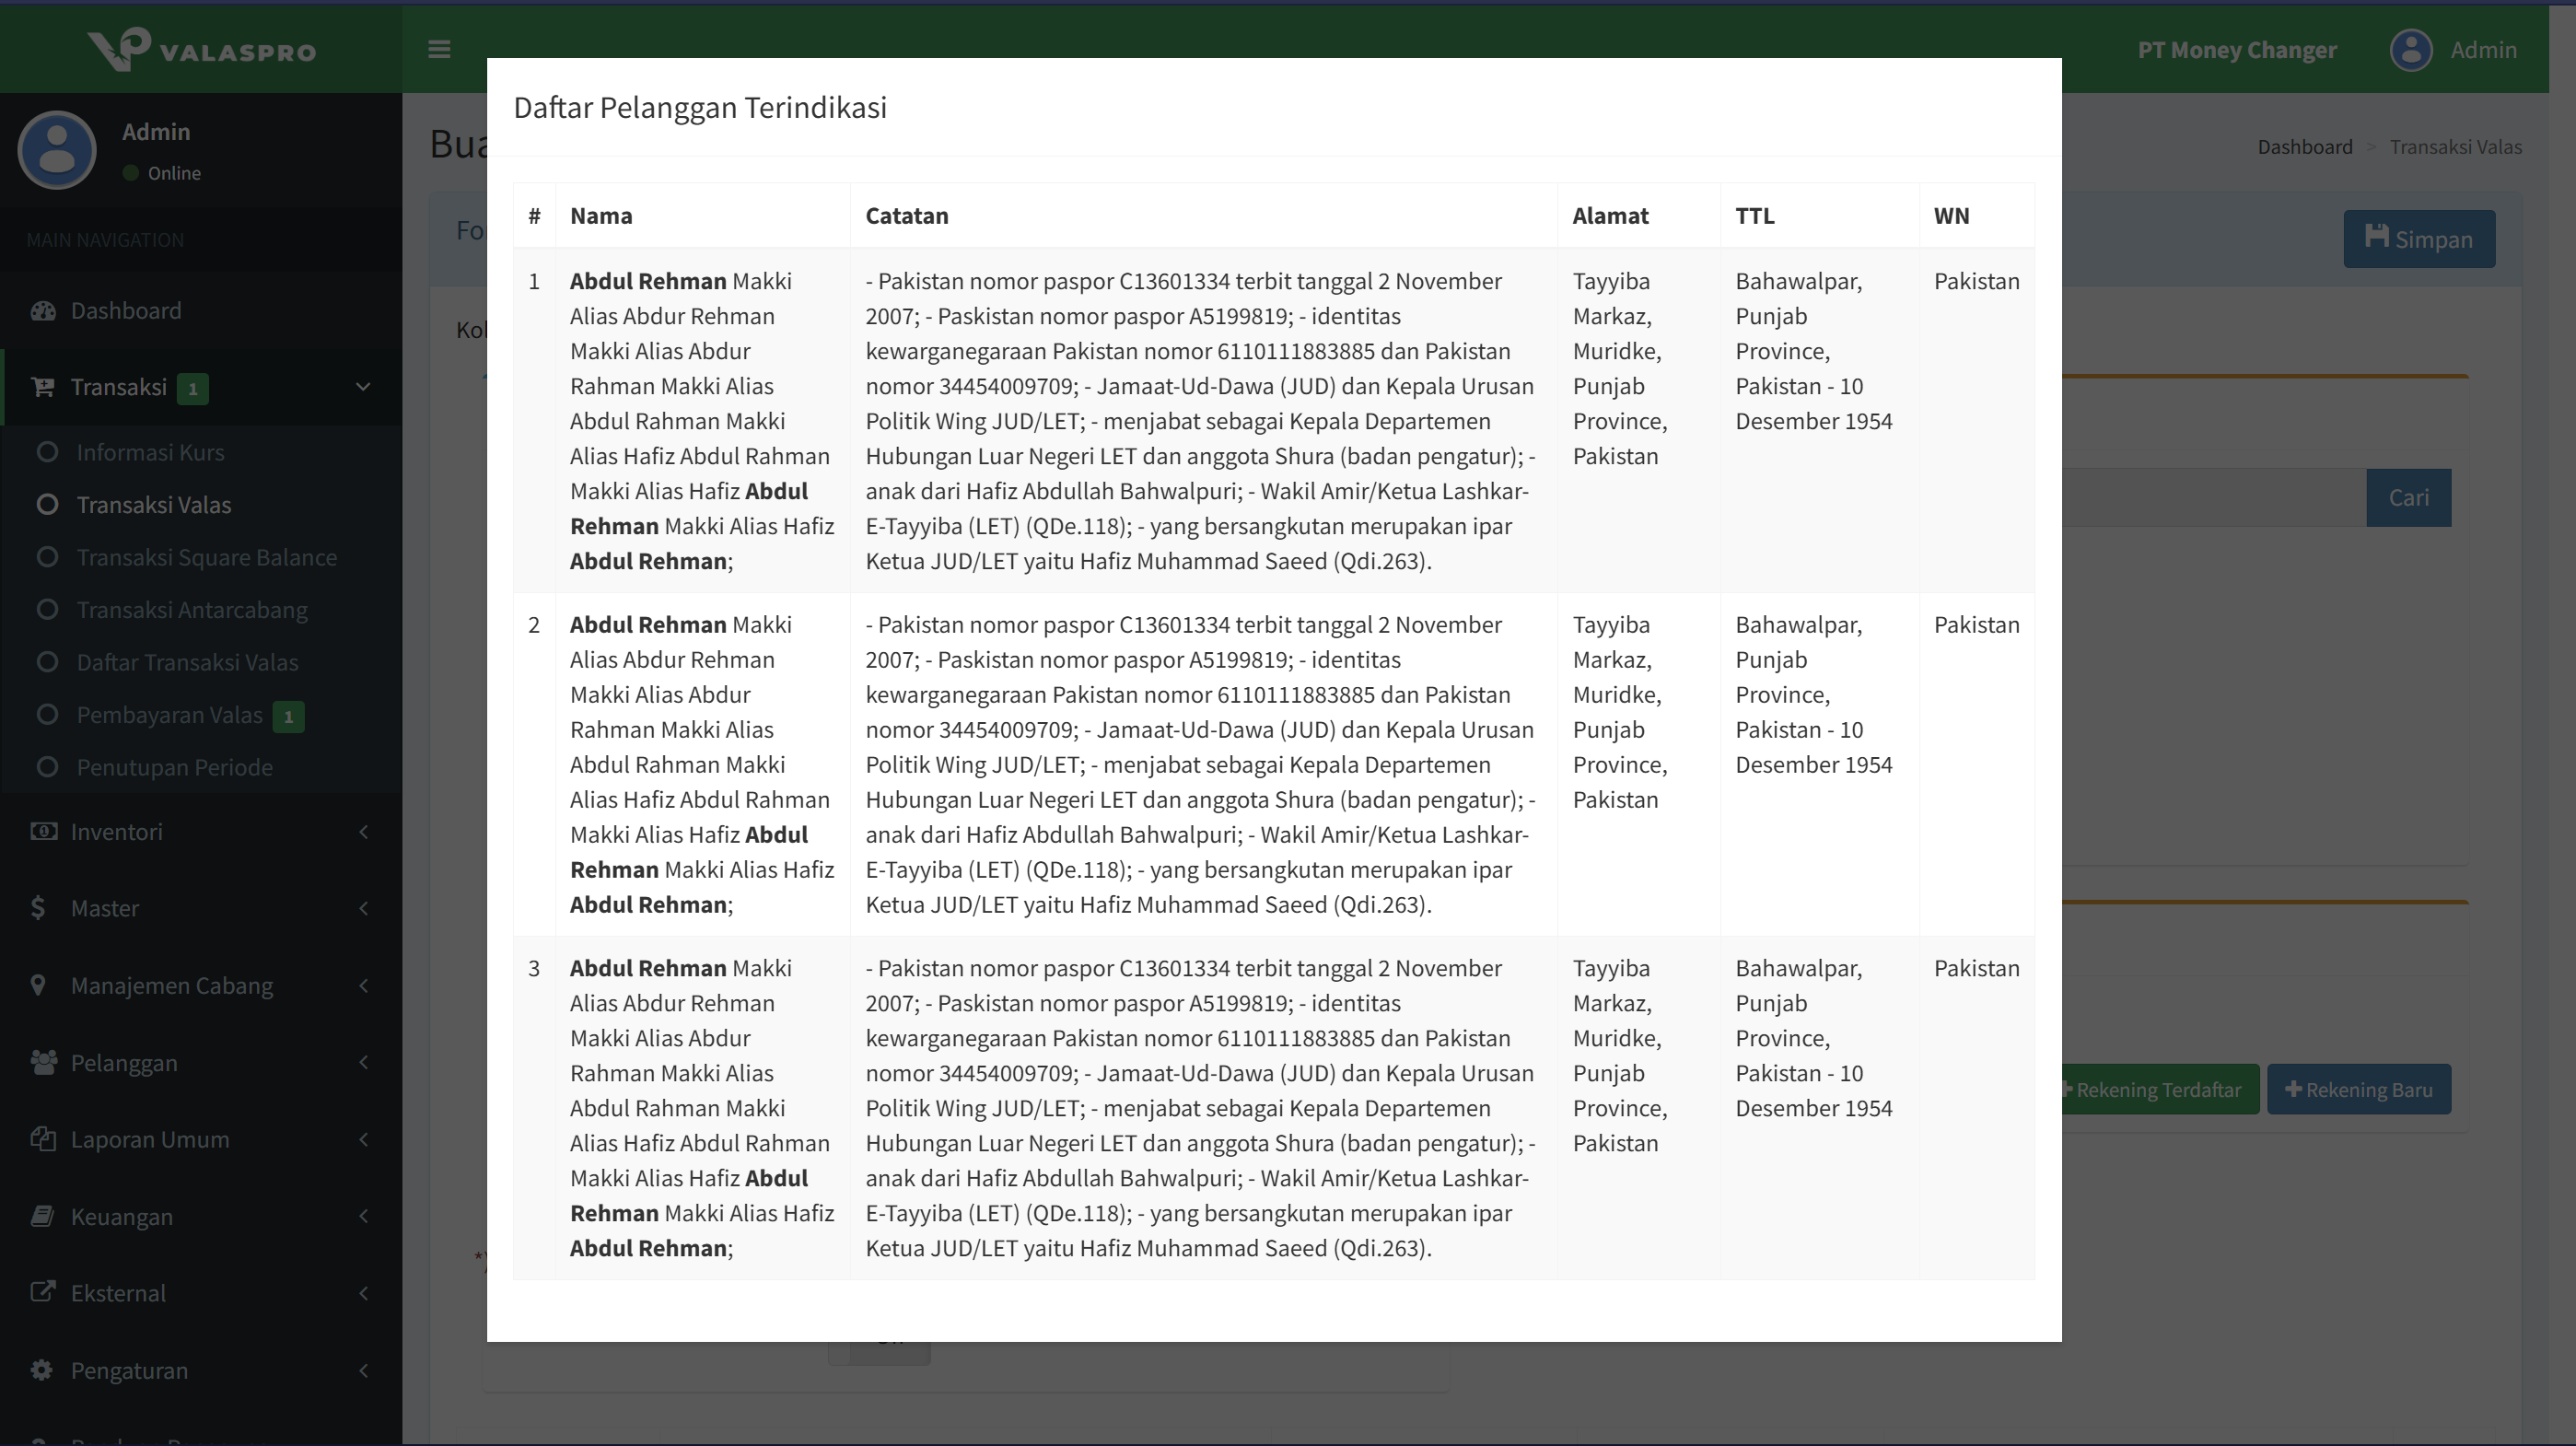 VALASPRO
PT Money Changer
Admin
Admin
Online
MAIN NAVIGATION
Dashboard
Transaksi 1
Informasi Kurs
Transaksi Valas
Transaksi Square Balance
Transaksi Antarcabang
Daftar Transaksi Valas
Pembayaran Valas 1
Penutupan Periode
Inventori
Master
Manajemen Cabang
Pelanggan
Laporan Umum
Keuangan
Eksternal
Pengaturan
Dashboard > Transaksi Valas
Simpan
Cari
Rekening Terdaftar
Rekening Baru
Daftar Pelanggan Terindikasi
# Nama Catatan Alamat TTL WN
1
Abdul Rehman Makki
Alias Abdur Rehman
Makki Alias Abdur
Rahman Makki Alias
Abdul Rahman Makki
Alias Hafiz Abdul Rahman
Makki Alias Hafiz Abdul
Rehman Makki Alias Hafiz
Abdul Rehman;
- Pakistan nomor paspor C13601334 terbit tanggal 2 November
2007; - Paskistan nomor paspor A5199819; - identitas
kewarganegaraan Pakistan nomor 6110111883885 dan Pakistan
nomor 34454009709; - Jamaat-Ud-Dawa (JUD) dan Kepala Urusan
Politik Wing JUD/LET; - menjabat sebagai Kepala Departemen
Hubungan Luar Negeri LET dan anggota Shura (badan pengatur); -
anak dari Hafiz Abdullah Bahwalpuri; - Wakil Amir/Ketua Lashkar-
E-Tayyiba (LET) (QDe.118); - yang bersangkutan merupakan ipar
Ketua JUD/LET yaitu Hafiz Muhammad Saeed (Qdi.263).
Tayyiba
Markaz,
Muridke,
Punjab
Province,
Pakistan
Bahawalpar,
Punjab
Province,
Pakistan - 10
Desember 1954
Pakistan
2
Abdul Rehman Makki
Alias Abdur Rehman
Makki Alias Abdur
Rahman Makki Alias
Abdul Rahman Makki
Alias Hafiz Abdul Rahman
Makki Alias Hafiz Abdul
Rehman Makki Alias Hafiz
Abdul Rehman;
- Pakistan nomor paspor C13601334 terbit tanggal 2 November
2007; - Paskistan nomor paspor A5199819; - identitas
kewarganegaraan Pakistan nomor 6110111883885 dan Pakistan
nomor 34454009709; - Jamaat-Ud-Dawa (JUD) dan Kepala Urusan
Politik Wing JUD/LET; - menjabat sebagai Kepala Departemen
Hubungan Luar Negeri LET dan anggota Shura (badan pengatur); -
anak dari Hafiz Abdullah Bahwalpuri; - Wakil Amir/Ketua Lashkar-
E-Tayyiba (LET) (QDe.118); - yang bersangkutan merupakan ipar
Ketua JUD/LET yaitu Hafiz Muhammad Saeed (Qdi.263).
Tayyiba
Markaz,
Muridke,
Punjab
Province,
Pakistan
Bahawalpar,
Punjab
Province,
Pakistan - 10
Desember 1954
Pakistan
3
Abdul Rehman Makki
Alias Abdur Rehman
Makki Alias Abdur
Rahman Makki Alias
Abdul Rahman Makki
Alias Hafiz Abdul Rahman
Makki Alias Hafiz Abdul
Rehman Makki Alias Hafiz
Abdul Rehman;
- Pakistan nomor paspor C13601334 terbit tanggal 2 November
2007; - Paskistan nomor paspor A5199819; - identitas
kewarganegaraan Pakistan nomor 6110111883885 dan Pakistan
nomor 34454009709; - Jamaat-Ud-Dawa (JUD) dan Kepala Urusan
Politik Wing JUD/LET; - menjabat sebagai Kepala Departemen
Hubungan Luar Negeri LET dan anggota Shura (badan pengatur); -
anak dari Hafiz Abdullah Bahwalpuri; - Wakil Amir/Ketua Lashkar-
E-Tayyiba (LET) (QDe.118); - yang bersangkutan merupakan ipar
Ketua JUD/LET yaitu Hafiz Muhammad Saeed (Qdi.263).
Tayyiba
Markaz,
Muridke,
Punjab
Province,
Pakistan
Bahawalpar,
Punjab
Province,
Pakistan - 10
Desember 1954
Pakistan